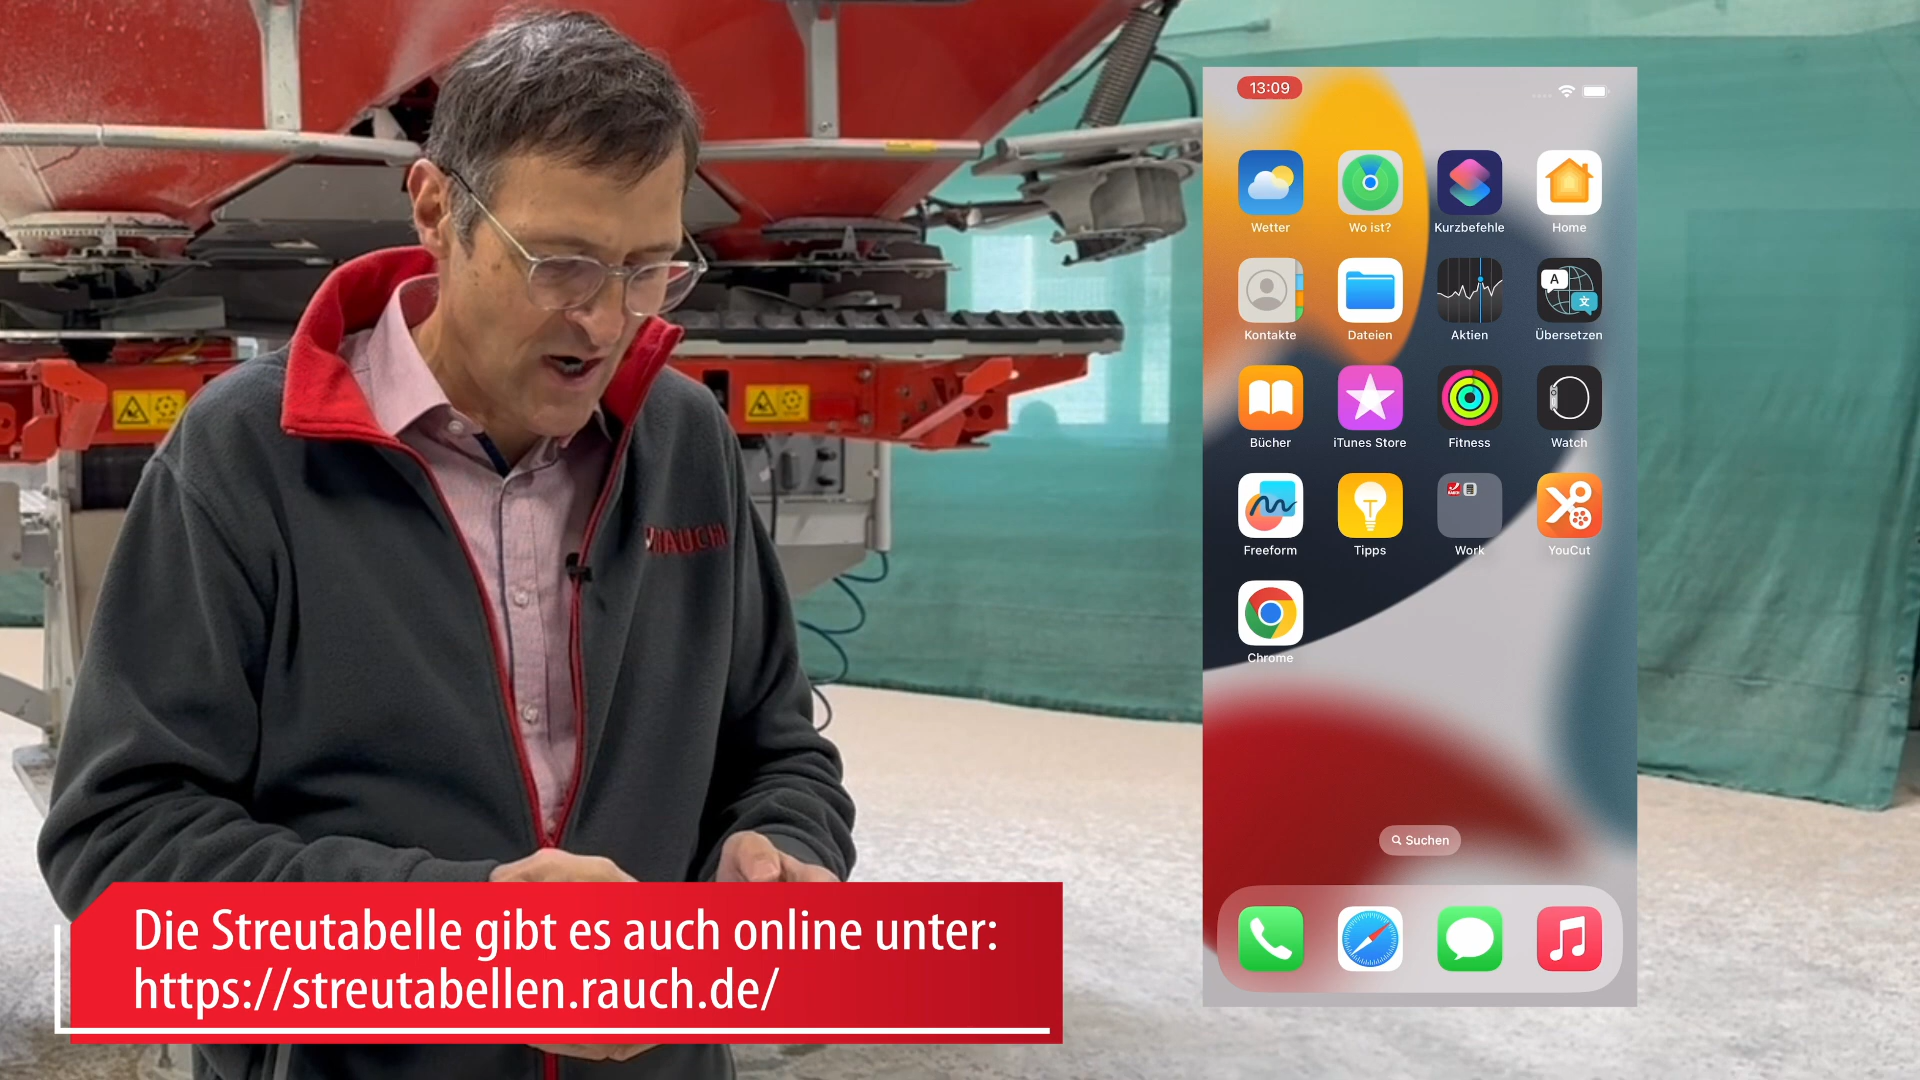 13:09
Wetter
Wo ist?
Kurzbefehle
Home
Kontakte
Dateien
Aktien
Übersetzen
Bücher
iTunes Store
Fitness
Watch
Freeform
Tipps
Work
YouCut
Chrome
Suchen
RAUCH
Die Streutabelle gibt es auch online unter:
https://streutabellen.rauch.de/